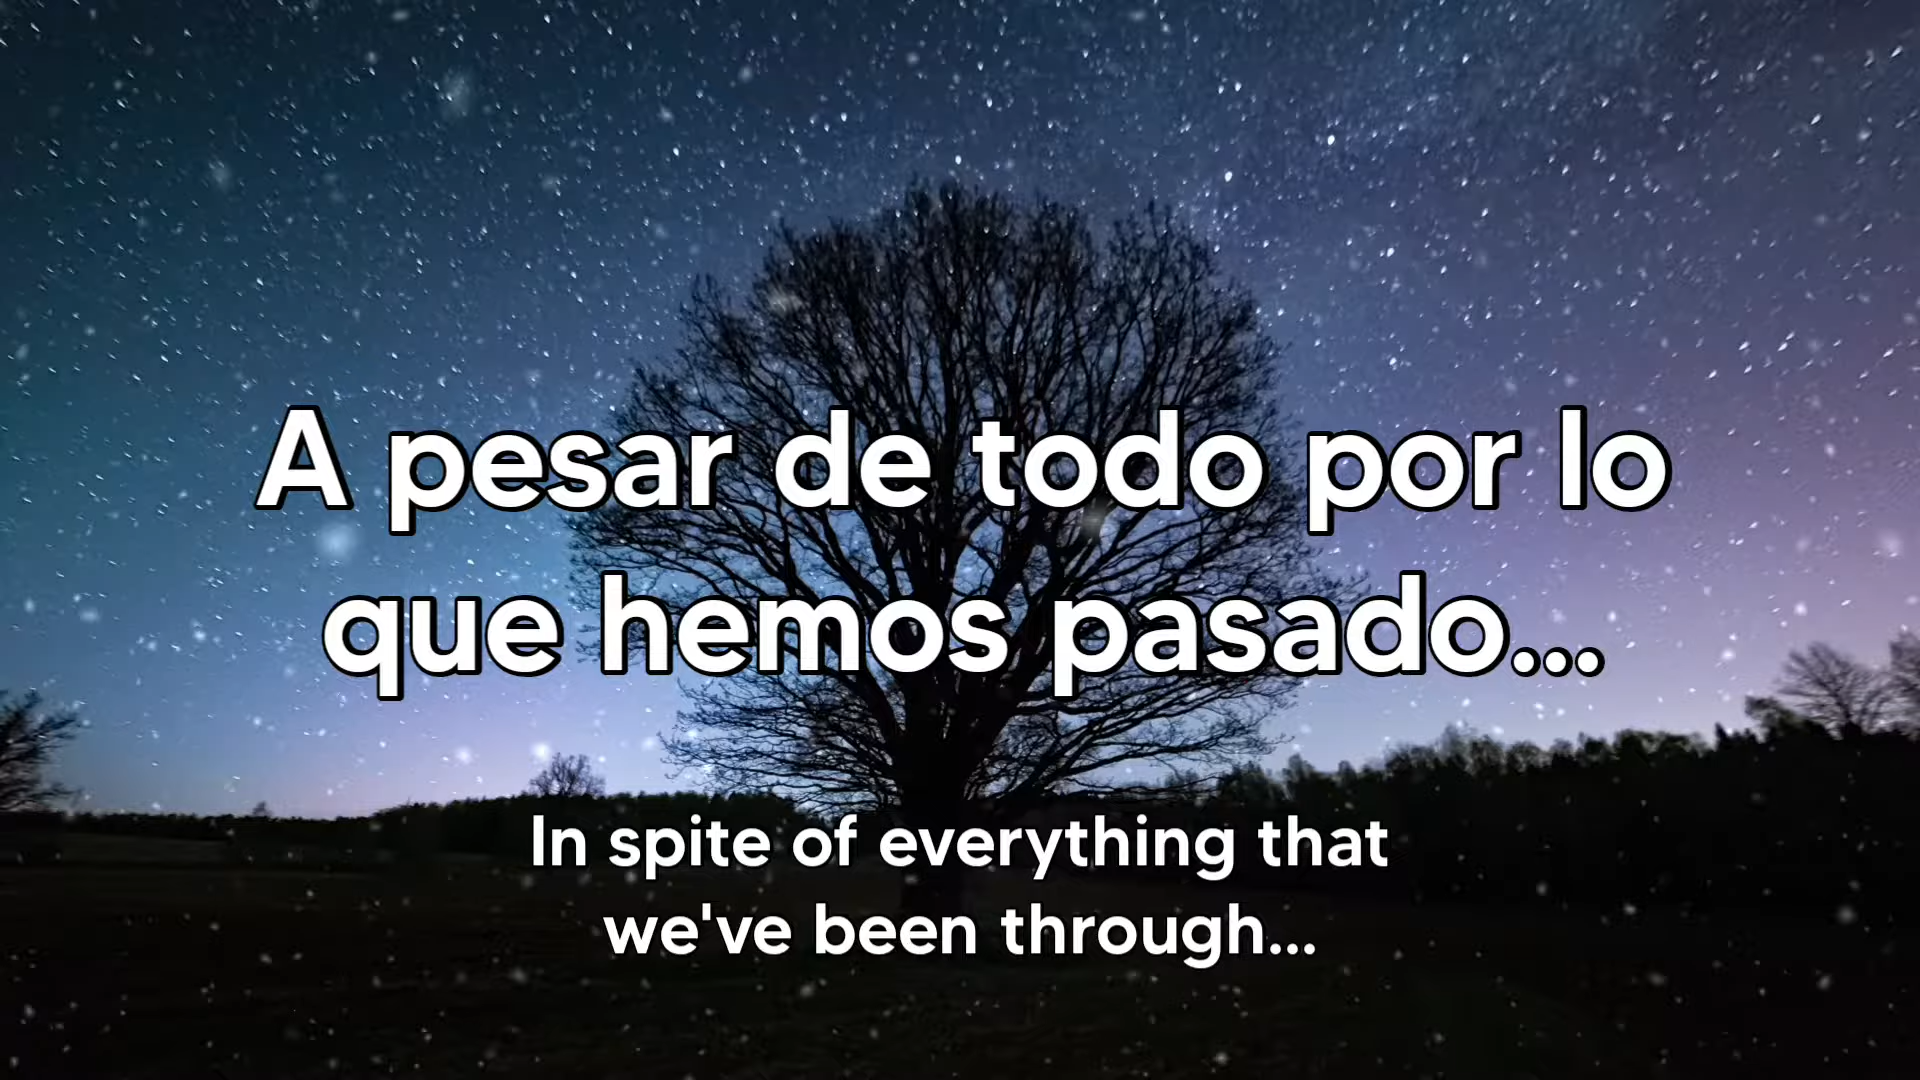 A pesar de todo por lo
que hemos pasado...
In spite of everything that
we've been through...